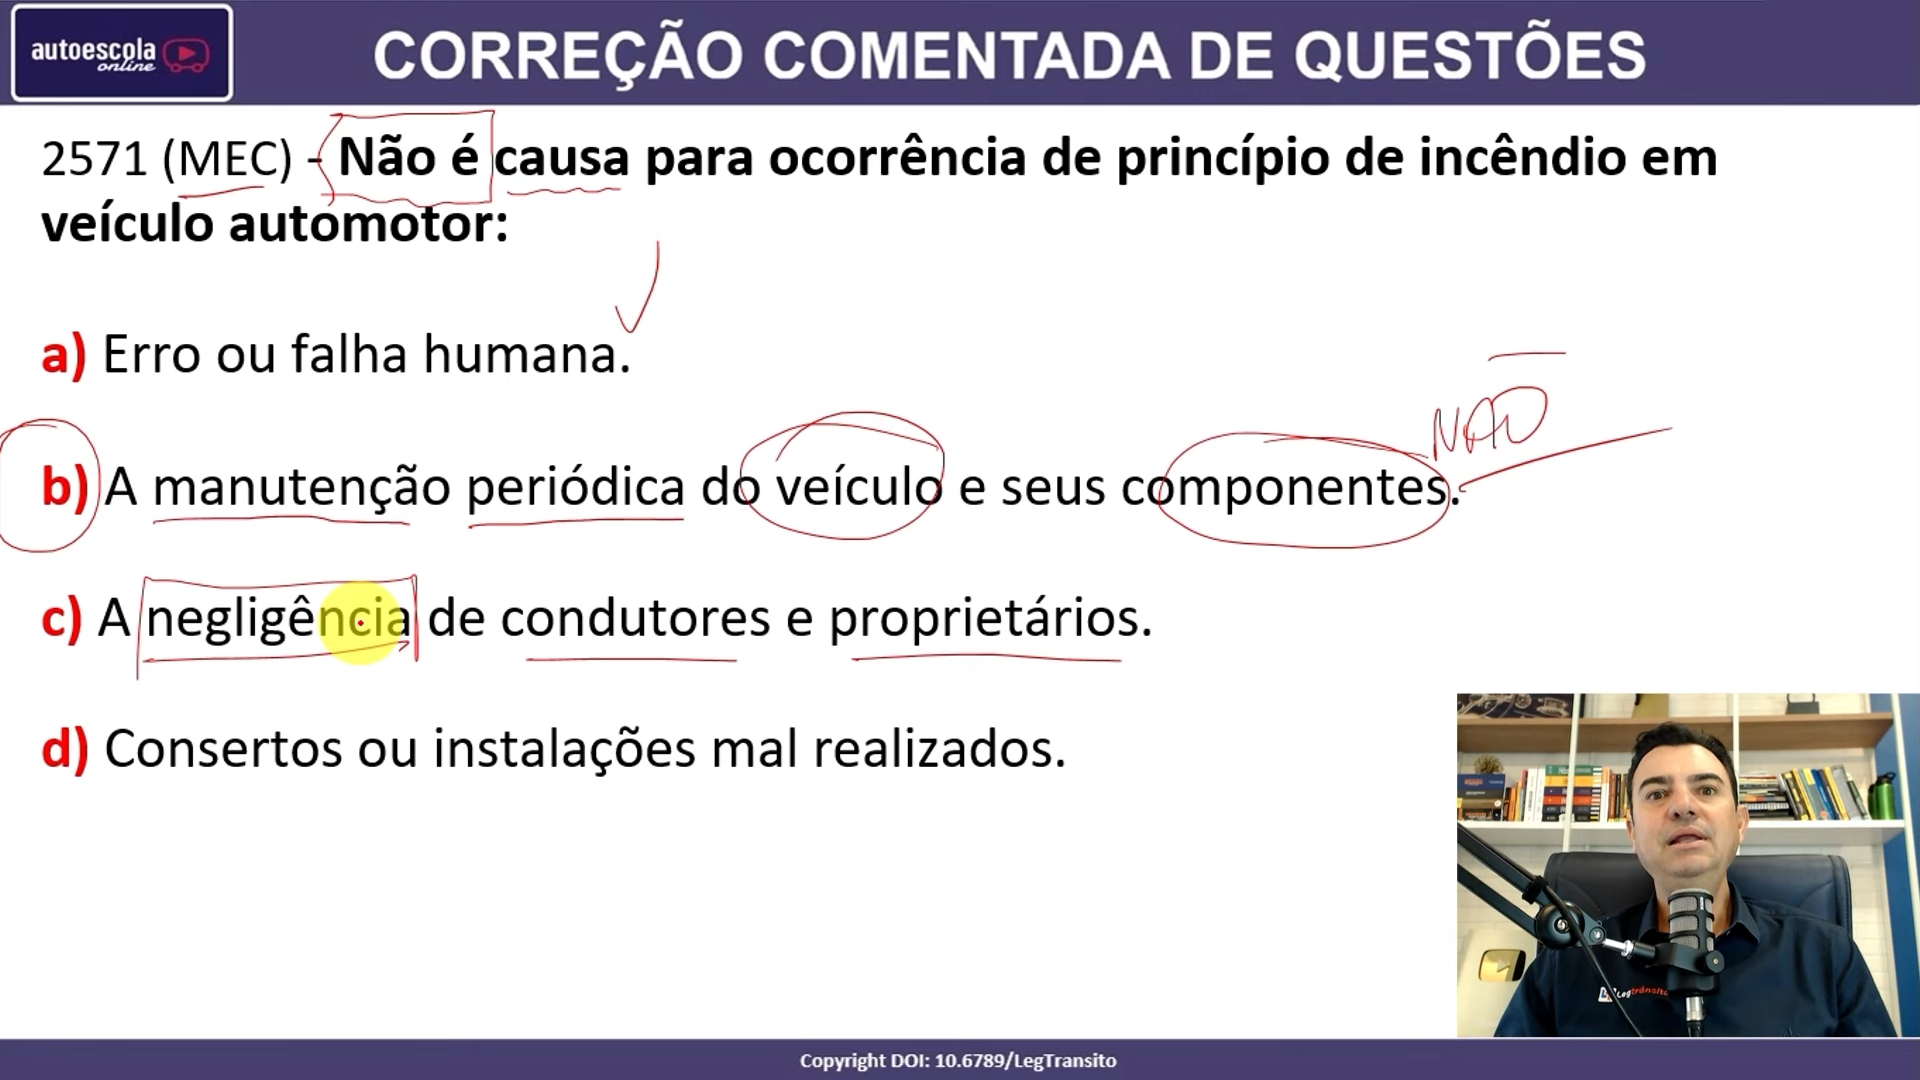 autoescola
online
CORREÇÃO COMENTADA DE QUESTÕES
2571 (MEC) - Não é causa para ocorrência de princípio de incêndio em
veículo automotor:
a) Erro ou falha humana.
NÃO
b) A manutenção periódica do veículo e seus componentes.
c) A negligência de condutores e proprietários.
d) Consertos ou instalações mal realizados.
Legtrânsito
Copyright DOI: 10.6789/LegTransito